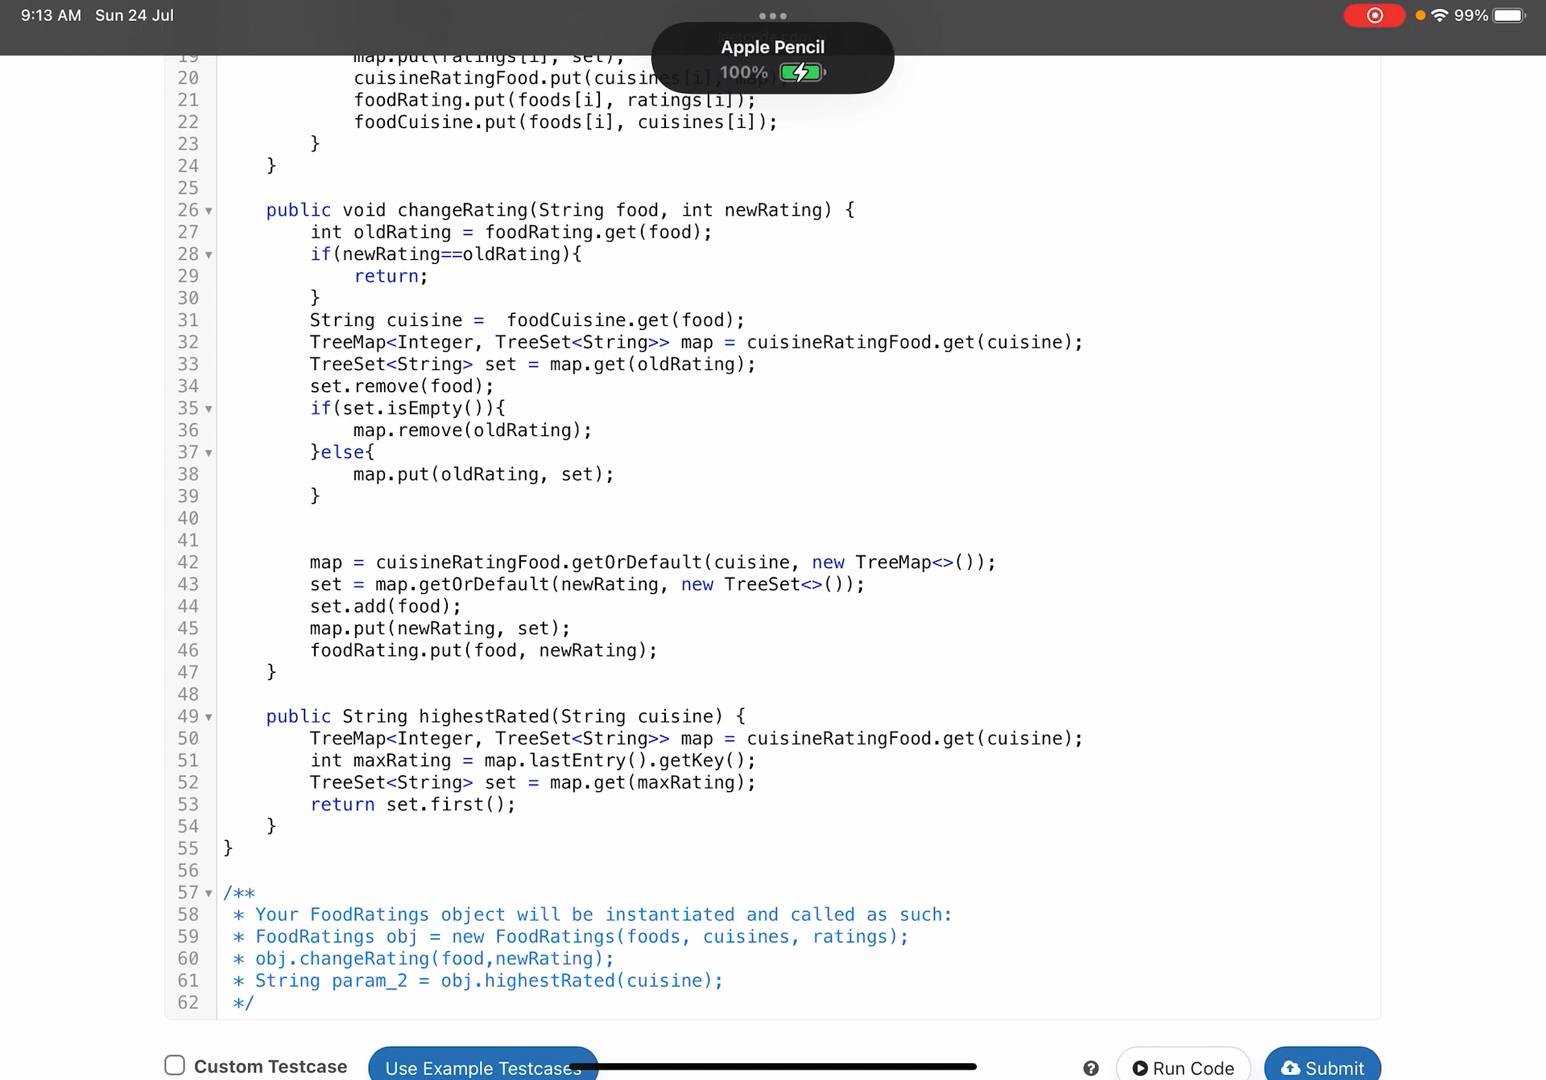 9:13 AM Sun 24 Jul
99%
Apple Pencil
100%
19 map.put(ratings[i], set);
20 cuisineRatingFood.put(cuisines[i], map);
21 foodRating.put(foods[i], ratings[i]);
22 foodCuisine.put(foods[i], cuisines[i]);
23 }
24 }
25
26 public void changeRating(String food, int newRating) {
27 int oldRating = foodRating.get(food);
28 if(newRating==oldRating){
29 return;
30 }
31 String cuisine =  foodCuisine.get(food);
32 TreeMap<Integer, TreeSet<String>> map = cuisineRatingFood.get(cuisine);
33 TreeSet<String> set = map.get(oldRating);
34 set.remove(food);
35 if(set.isEmpty()){
36 map.remove(oldRating);
37 }else{
38 map.put(oldRating, set);
39 }
40
41
42 map = cuisineRatingFood.getOrDefault(cuisine, new TreeMap<>());
43 set = map.getOrDefault(newRating, new TreeSet<>());
44 set.add(food);
45 map.put(newRating, set);
46 foodRating.put(food, newRating);
47 }
48
49 public String highestRated(String cuisine) {
50 TreeMap<Integer, TreeSet<String>> map = cuisineRatingFood.get(cuisine);
51 int maxRating = map.lastEntry().getKey();
52 TreeSet<String> set = map.get(maxRating);
53 return set.first();
54 }
55 }
56
57 /**
58 * Your FoodRatings object will be instantiated and called as such:
59 * FoodRatings obj = new FoodRatings(foods, cuisines, ratings);
60 * obj.changeRating(food,newRating);
61 * String param_2 = obj.highestRated(cuisine);
62 */
Custom Testcase
Use Example Testcases
?
Run Code
Submit